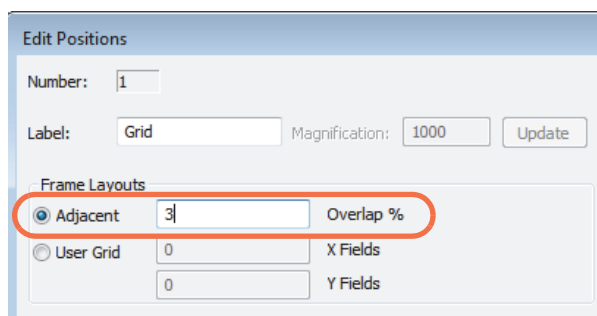 Edit Positions
Number: 1
Label: Grid Magnification: 1000 Update
Frame Layouts
Adjacent 3 Overlap %
User Grid 0 X Fields
0 Y Fields